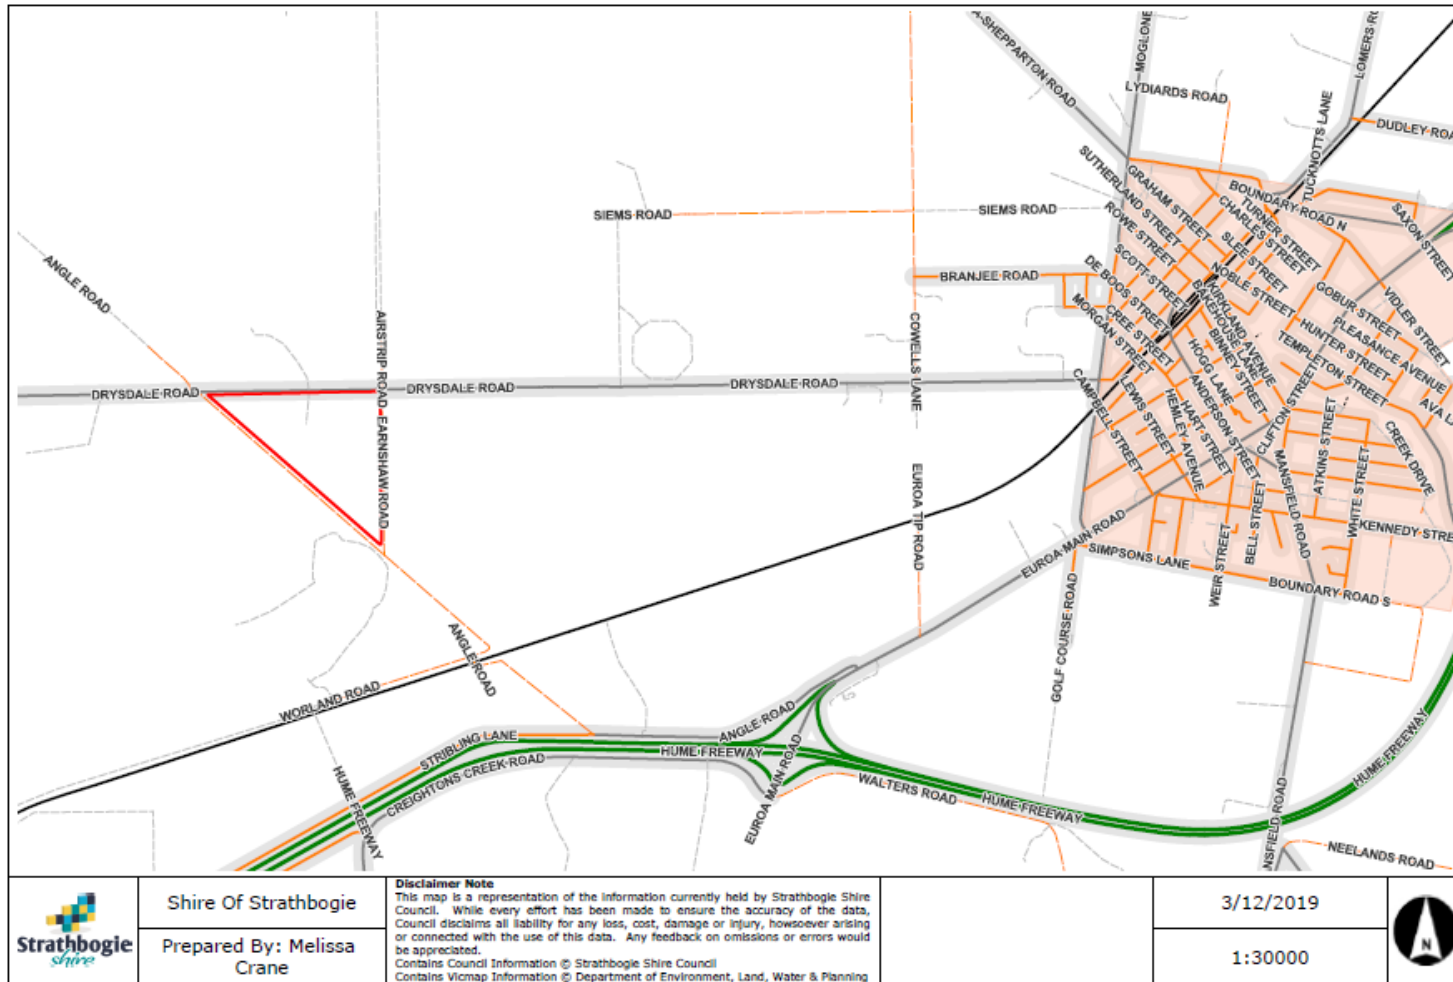 A-SHEPPARTON ROAD
MOGLONE
LOMERS R
LYDIARDS ROAD
TUCKNOTTS LANE
DUDLEY ROA
SUTHERLAND STREET
GRAHAM STREET
BOUNDARY ROAD N
TURNER STREET
CHARLES STREET
SAXON STREET
SIEMS ROAD
SIEMS ROAD
ROWE STREET
SLEE STREET
SCOTT STREET
NOBLE STREET
ANGLE ROAD
BRANJEE ROAD
DE BOOS STREET
KIRKLAND AVENUE
BAKEHOUSE LANE
BINNEY STREET
GOBUR STREET
VIDLER STREET
MORGAN STREET
CREE STREET
HUNTER STREET
PLEASANCE AVENUE
TEMPLETON STREET
AIRSTRIP ROAD
COWELLS LANE
HOGG LANE
DRYSDALE ROAD
DRYSDALE ROAD
DRYSDALE ROAD
CAMPBELL STREET
LEWIS STREET
HEMLEY AVENUE
HART STREET
ANDERSON STREET
CLIFTON STREET
AVA L
EARNSHAW ROAD
ATKINS STREET
CREEK DRIVE
MANSFIELD ROAD
WHITE STREET
EUROA TIP ROAD
EUROA MAIN ROAD
BELL STREET
KENNEDY STRE
SIMPSONS LANE
WEIR STREET
BOUNDARY ROAD S
GOLF COURSE ROAD
ANGLE ROAD
WORLAND ROAD
ANGLE ROAD
STRIBLING LANE
HUME FREEWAY
HUME FREEWAY
CREIGHTONS CREEK ROAD
EUROA MAIN ROAD
WALTERS ROAD
HUME FREEWAY
HUME FREEWAY
NSFIELD ROAD
NEELANDS ROAD
Strathbogie
shire
Shire Of Strathbogie
Prepared By: Melissa
Crane
Disclaimer Note
This map is a representation of the information currently held by Strathbogie Shire
Council. While every effort has been made to ensure the accuracy of the data,
Council disclaims all liability for any loss, cost, damage or injury, howsoever arising
or connected with the use of this data. Any feedback on omissions or errors would
be appreciated.
Contains Council Information © Strathbogie Shire Council
Contains Vicmap Information © Department of Environment, Land, Water & Planning
3/12/2019
1:30000
N